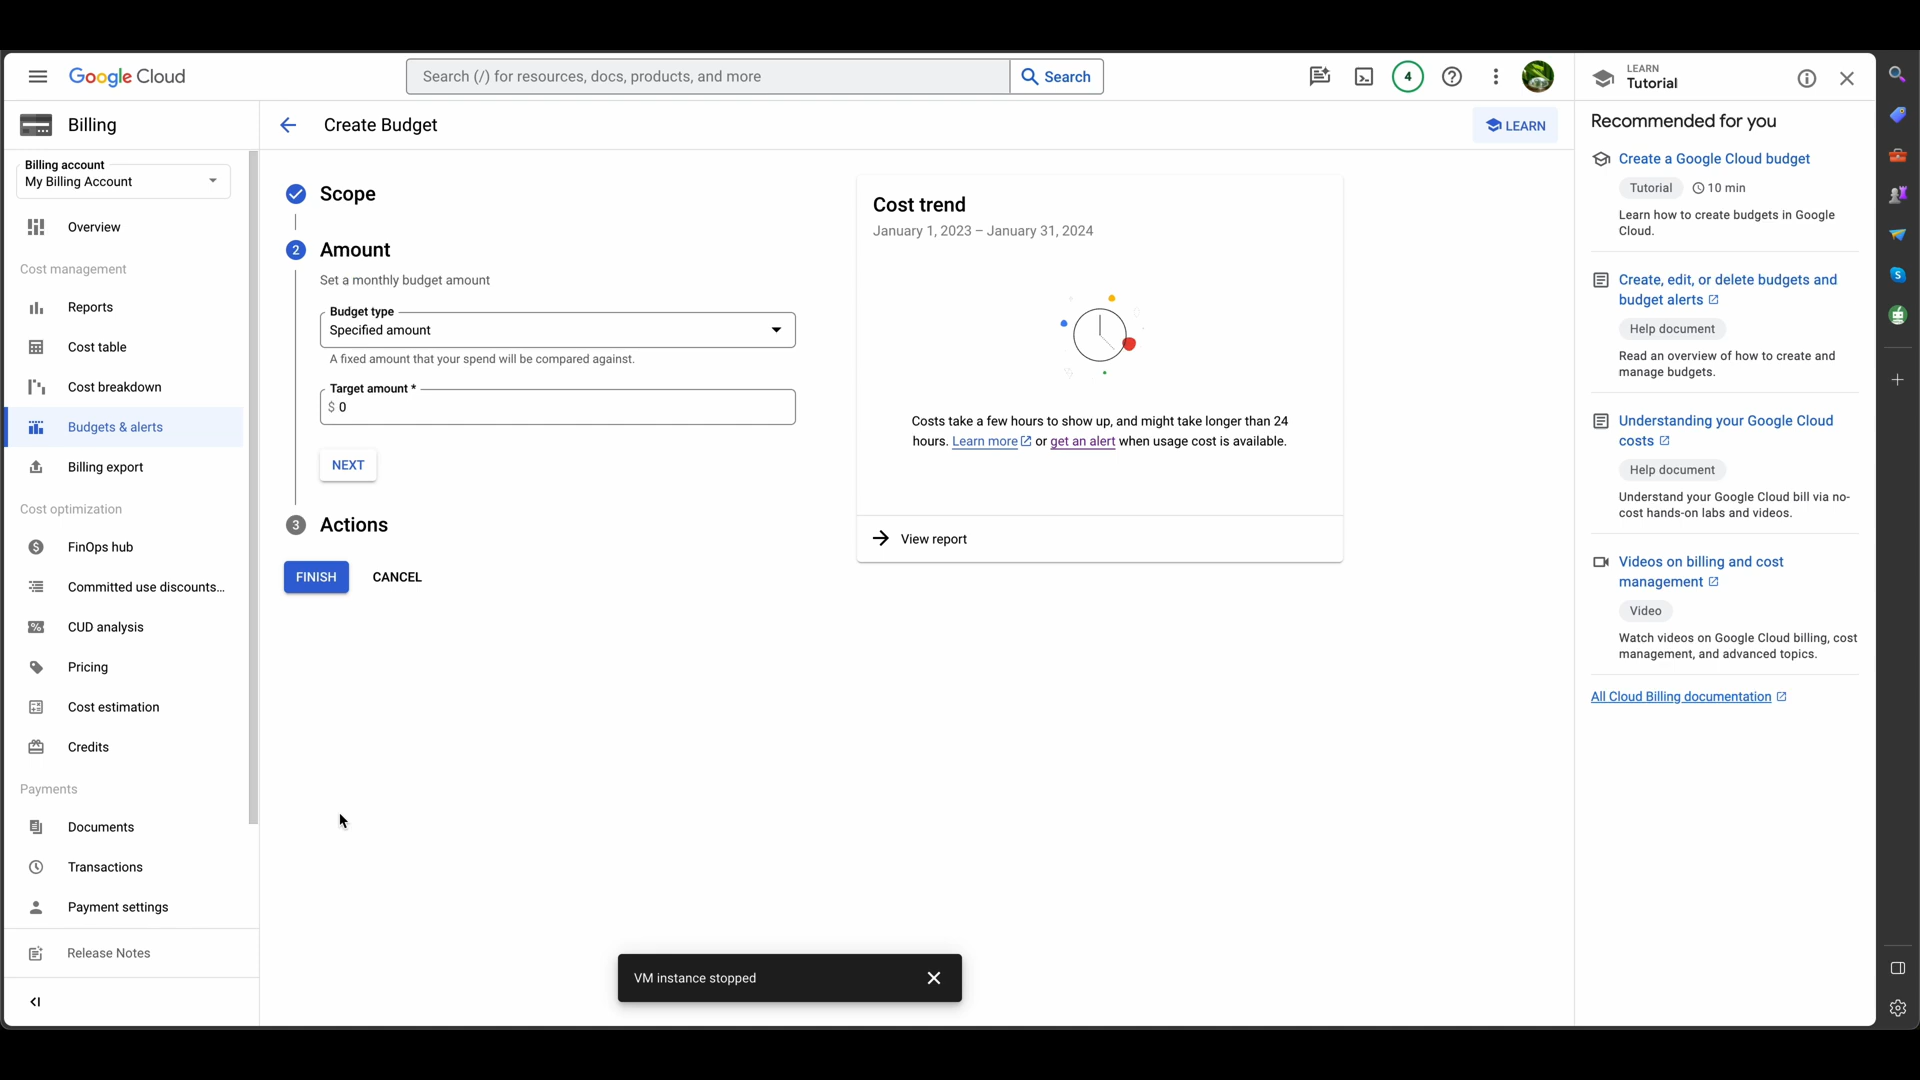 Google Cloud
Search (/) for resources, docs, products, and more
Search
4
LEARN
Tutorial
Billing
Create Budget
LEARN
Recommended for you
Billing account
My Billing Account
Overview
Cost management
Reports
Cost table
Cost breakdown
Budgets & alerts
Billing export
Cost optimization
FinOps hub
Committed use discounts...
CUD analysis
Pricing
Cost estimation
Credits
Payments
Documents
Transactions
Payment settings
Release Notes
Scope
2
Amount
Set a monthly budget amount
Budget type
Specified amount
A fixed amount that your spend will be compared against.
Target amount *
$ 0
NEXT
3
Actions
FINISH
CANCEL
Cost trend
January 1, 2023 – January 31, 2024
Costs take a few hours to show up, and might take longer than 24
hours. Learn more or get an alert when usage cost is available.
View report
VM instance stopped
Create a Google Cloud budget
Tutorial
10 min
Learn how to create budgets in Google
Cloud.
Create, edit, or delete budgets and
budget alerts
Help document
Read an overview of how to create and
manage budgets.
Understanding your Google Cloud
costs
Help document
Understand your Google Cloud bill via no-
cost hands-on labs and videos.
Videos on billing and cost
management
Video
Watch videos on Google Cloud billing, cost
management, and advanced topics.
All Cloud Billing documentation